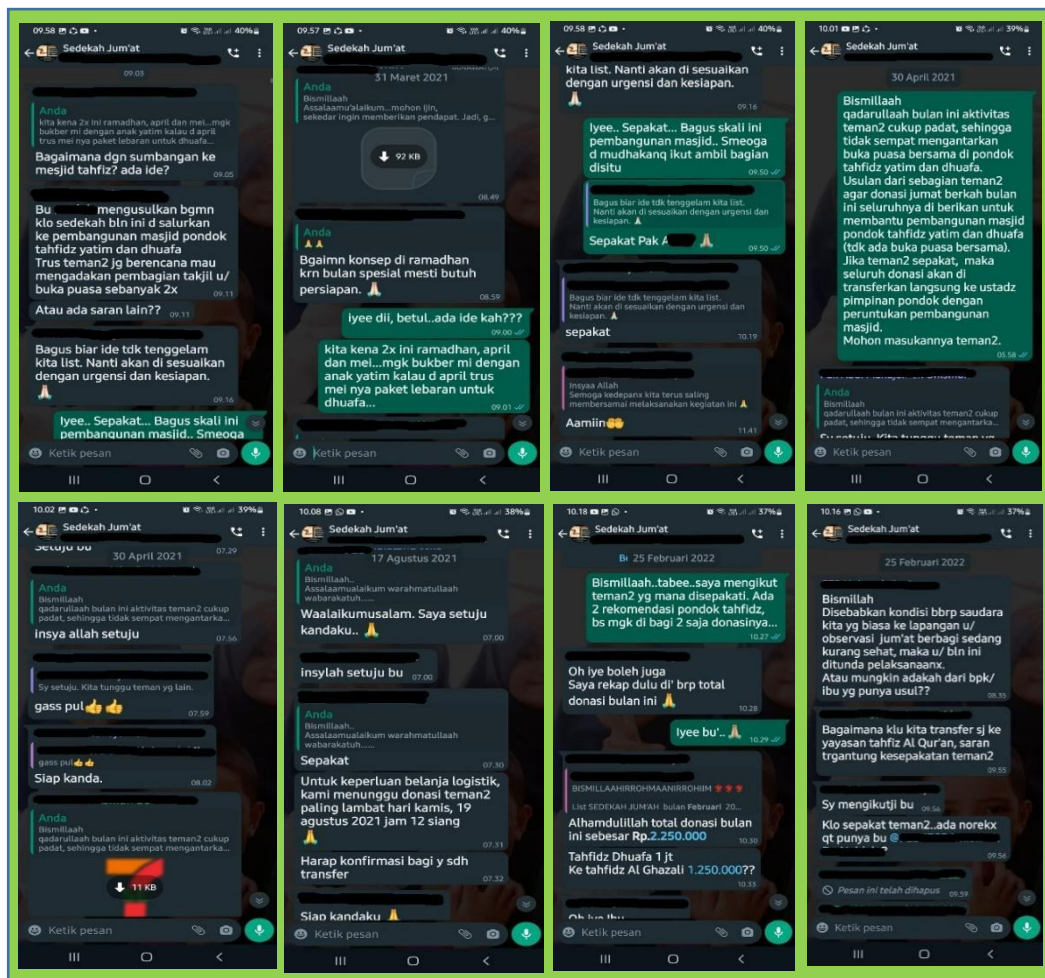 09.58 40%
Sedekah Jum'at
09.03
Anda
kita kena 2x ini ramadhan, april
dan mei...mgk
bukber mi dengan anak yatim kalau d april
trus mei nya paket lebaran untuk dhuafa...
Bagaimana dgn sumbangan ke
mesjid tahfiz? ada ide? 09.05
Bu mengusulkan bgmn
klo sedekah bln ini d salurkan
ke pembangunan masjid pondok
tahfidz yatim dan dhuafa
Trus teman2 jg berencana mau
mengadakan pembagian takjil u/
buka puasa sebanyak 2x 09.11
Atau ada saran lain?? 09.11
Bagus biar ide tdk tenggelam
kita list. Nanti akan di sesuaikan
dengan urgensi dan kesiapan.
🙏🏻 09.16
Iyee.. Sepakat... Bagus skali ini
pembangunan masjid.. Smeoga
Ketik pesan
09.57 40%
Sedekah Jum'at
31 Maret 2021
Anda
Bismillaah
Assalaamu'alaikum...mohon ijin,
sekedar ingin memberikan pendapat. Jadi, g...
92 KB
08.49
Anda
🙏🙏
Bgaimn konsep di ramadhan
krn bulan spesial mesti butuh
persiapan. 🙏🏻 08.59
Iyee dii, betul..ada ide kah???
09.00
kita kena 2x ini ramadhan, april
dan mei...mgk bukber mi dengan
anak yatim kalau d april trus
mei nya paket lebaran untuk
dhuafa... 09.01
Ketik pesan
09.58 40%
Sedekah Jum'at
kita list. Nanti akan di sesuaikan
dengan urgensi dan kesiapan.
🙏🏻 09.16
Iyee.. Sepakat... Bagus skali ini
pembangunan masjid.. Smeoga
d mudhakanq ikut ambil bagian
disitu 09.50
Bagus biar ide tdk tenggelam kita list.
Nanti akan di sesuaikan dengan urgensi dan
kesiapan. 🙏
Sepakat Pak A 🙏🏻 09.50
Bagus biar ide tdk tenggelam kita list.
Nanti akan di sesuaikan dengan urgensi dan
kesiapan. 🙏
sepakat 10.19
Insyaa Allah
Semoga kedepanx kita terus saling
membersamai melaksanakan kegiatan ini 🙏
Aamiin🤲 11.41
Ketik pesan
10.01 39%
Sedekah Jum'at
30 April 2021
Bismillaah
qadarullah bulan ini aktivitas
teman2 cukup padat, sehingga
tidak sempat mengantarkan
buka puasa bersama di pondok
tahfidz yatim dan dhuafa.
Usulan dari sebagian teman2
agar donasi jumat berkah bulan
ini seluruhnya di berikan untuk
membantu pembangunan masjid
pondok tahfidz yatim dan dhuafa
(tdk ada buka puasa bersama).
Jika teman2 sepakat, maka
seluruh donasi akan di
transferkan langsung ke ustadz
pimpinan pondok dengan
peruntukan pembangunan
masjid.
Mohon masukannya teman2.
05.58
Anda
Bismillaah
qadarullah bulan ini aktivitas teman2 cukup
padat, sehingga tidak sempat mengantarka...
Sy setuju. Kita tunggu teman yg
Ketik pesan
10.02 39%
Sedekah Jum'at
Setuju bu 07.29
30 April 2021
Anda
Bismillaah
qadarullah bulan ini aktivitas teman2 cukup
padat, sehingga tidak sempat mengantarka...
insya allah setuju 07.56
Sy setuju. Kita tunggu teman yg lain.
gass pul👍👍 07.59
gass pul👍👍
Siap kanda. 08.02
Anda
Bismillaah
qadarullah bulan ini aktivitas teman2 cukup
padat, sehingga tidak sempat mengantarka...
11 KB
Ketik pesan
10.08 38%
Sedekah Jum'at
17 Agustus 2021
Anda
Bismillaah..
Assalaamualaikum warahmatullaah
wabarakatuh......
Waalaikumusalam. Saya setuju
kandaku.. 🙏 07.00
insylah setuju bu 07.00
Anda
Bismillaah..
Assalaamualaikum warahmatullaah
wabarakatuh......
Sepakat 07.30
Untuk keperluan belanja logistik,
kami menunggu donasi teman2
paling lambat hari kamis, 19
agustus 2021 jam 12 siang
🙏 07.31
Harap konfirmasi bagi y sdh
transfer 07.32
Siap kandaku 🙏
Ketik pesan
10.18 37%
Sedekah Jum'at
25 Februari 2022
Bismillaah..tabee..saya mengikut
teman2 yg mana disepakati. Ada
2 rekomendasi pondok tahfidz,
bs mgk di bagi 2 saja donasinya...
10.27
Oh iye boleh juga
Saya rekap dulu di' brp total
donasi bulan ini 🙏 10.28
Iyee bu'.. 🙏🏻 10.29
BISMILLAAHIRROHMAANIRROHIIM
List SEDEKAH JUM'AH bulan Februari 20...
Alhamdulillah total donasi bulan
ini sebesar Rp.2.250.000 10.30
Tahfidz Dhuafa 1 jt
Ke tahfidz Al Ghazali 1.250.000??
10.33
Oh iye Ibu
Ketik pesan
10.16 37%
Sedekah Jum'at
25 Februari 2022
Bismillah
Disebabkan kondisi bbrp saudara
kita yg biasa ke lapangan u/
observasi jum'at berbagi sedang
kurang sehat, maka u/ bln ini
ditunda pelaksanaanx.
Atau mungkin adakah dari bpk/
ibu yg punya usul?? 08.35
Bagaimana klu kita transfer sj ke
yayasan tahfiz Al Qur'an, saran
trgantung kesepakatan teman2
09.55
Sy mengikutji bu 09.56
Klo sepakat teman2..ada norekx
qt punya bu @
09.56
Pesan ini telah dihapus 09.59
Ketik pesan